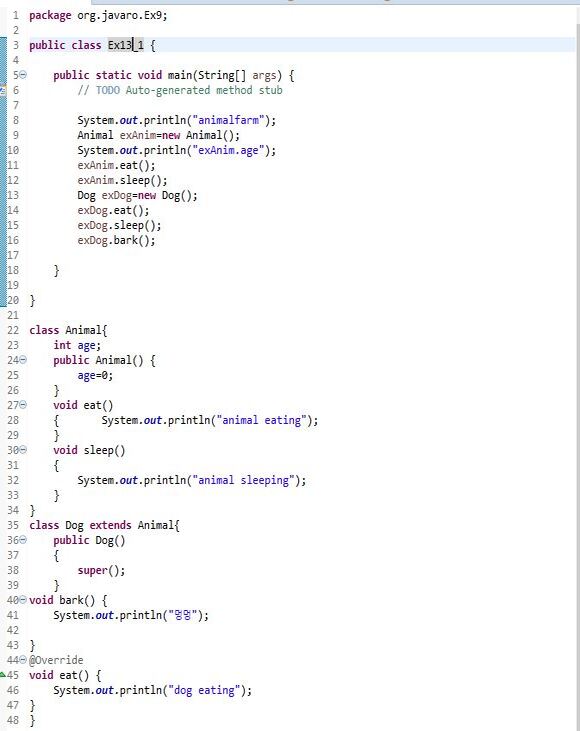 1 package org.javaro.Ex9;
2
3 public class Ex13_1 {
4
5 public static void main(String[] args) {
6 // TODO Auto-generated method stub
7
8 System.out.println("animalfarm");
9 Animal exAnim=new Animal();
10 System.out.println("exAnim.age");
11 exAnim.eat();
12 exAnim.sleep();
13 Dog exDog=new Dog();
14 exDog.eat();
15 exDog.sleep();
16 exDog.bark();
17
18 }
19
20 }
21
22 class Animal{
23 int age;
24 public Animal() {
25 age=0;
26 }
27 void eat()
28 { System.out.println("animal eating");
29 }
30 void sleep()
31 {
32 System.out.println("animal sleeping");
33 }
34 }
35 class Dog extends Animal{
36 public Dog()
37 {
38 super();
39 }
40 void bark() {
41 System.out.println("멍멍");
42
43 }
44 @Override
45 void eat() {
46 System.out.println("dog eating");
47 }
48 }